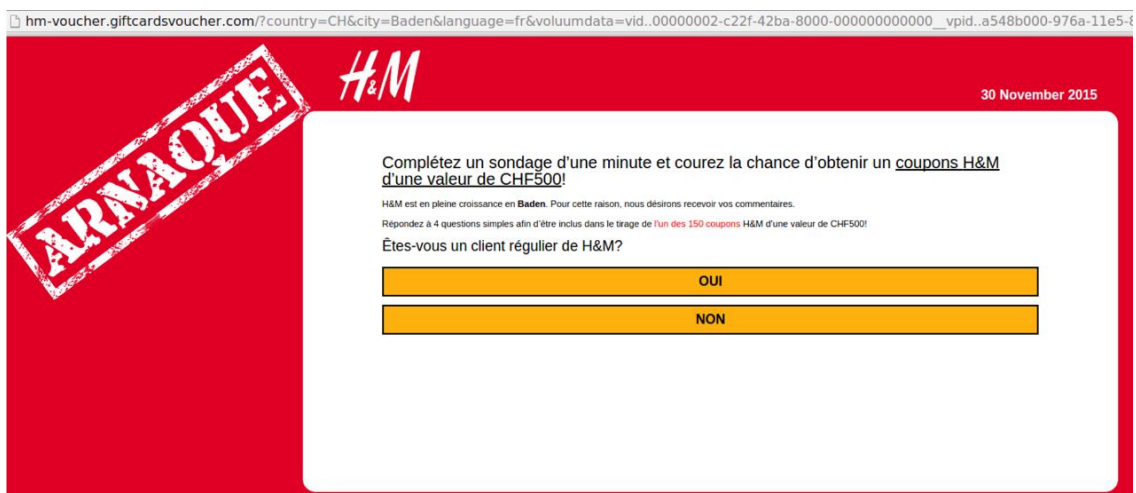 hm-voucher.giftcardsvoucher.com/?country=CH&city=Baden&language=fr&voluumdata=vid..00000002-c22f-42ba-8000-000000000000__vpid..a548b000-976a-11e5-8
ARNAQUE
H&M
30 November 2015
Complétez un sondage d'une minute et courez la chance d'obtenir un coupons H&M
d'une valeur de CHF500!
H&M est en pleine croissance en Baden. Pour cette raison, nous désirons recevoir vos commentaires.
Répondez à 4 questions simples afin d'être inclus dans le tirage de l'un des 150 coupons H&M d'une valeur de CHF500!
Êtes-vous un client régulier de H&M?
OUI
NON